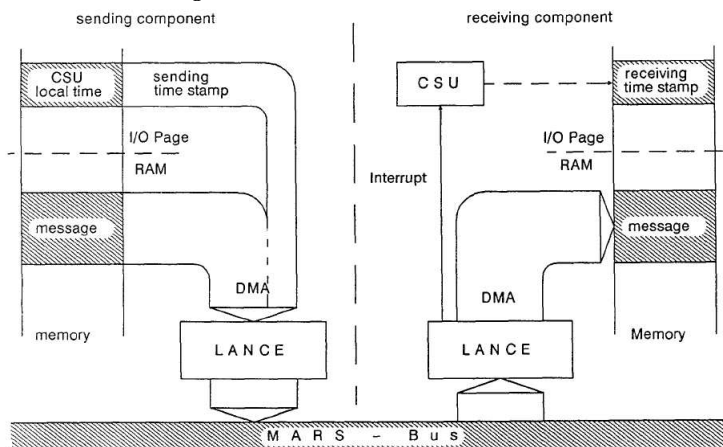 sending component
receiving component
CSU
local time
sending
time stamp
CSU
receiving
time stamp
I/O Page
RAM
I/O Page
RAM
Interrupt
message
message
DMA
DMA
memory
Memory
LANCE
LANCE
MARS - Bus